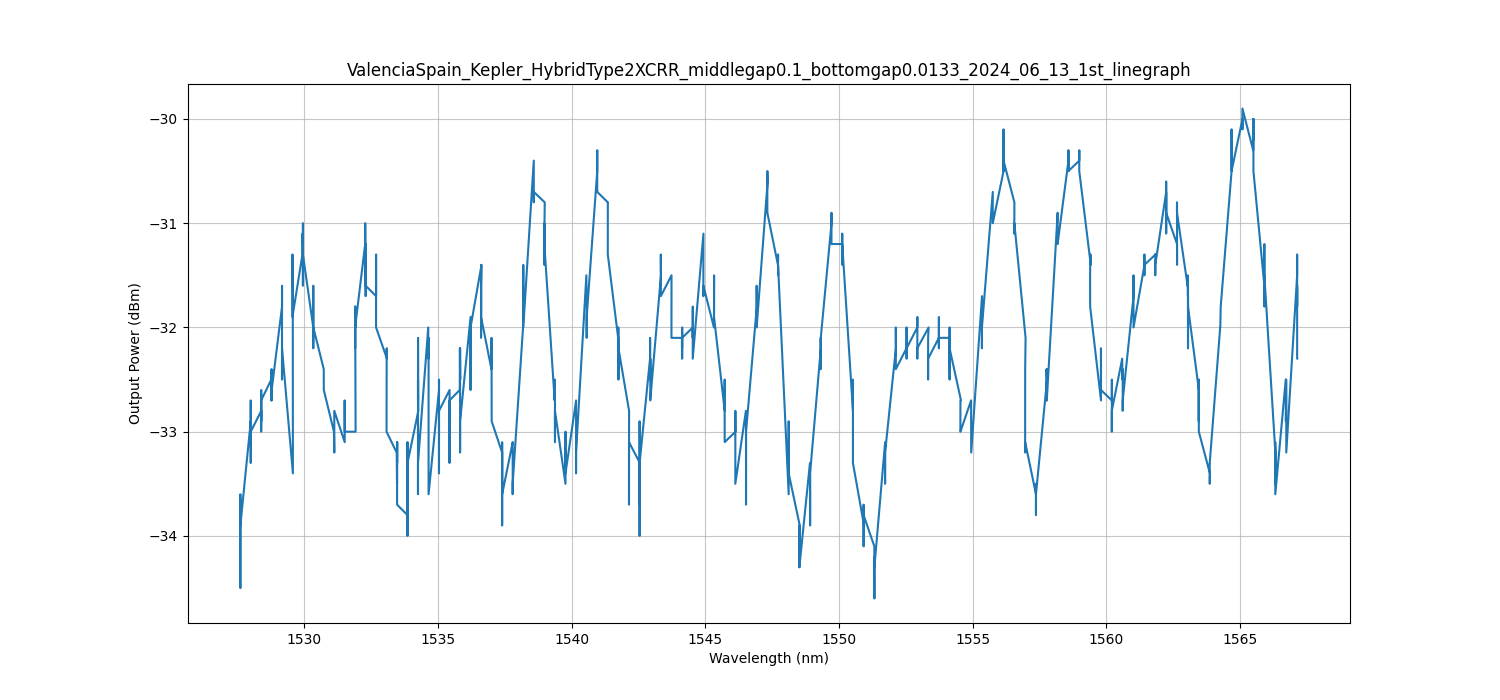 ValenciaSpain_Kepler_HybridType2XCRR_middlegap0.1_bottomgap0.0133_2024_06_13_1st_linegraph
Output Power (dBm)
−30
−31
−32
−33
−34
1530 1535 1540 1545 1550 1555 1560 1565
Wavelength (nm)